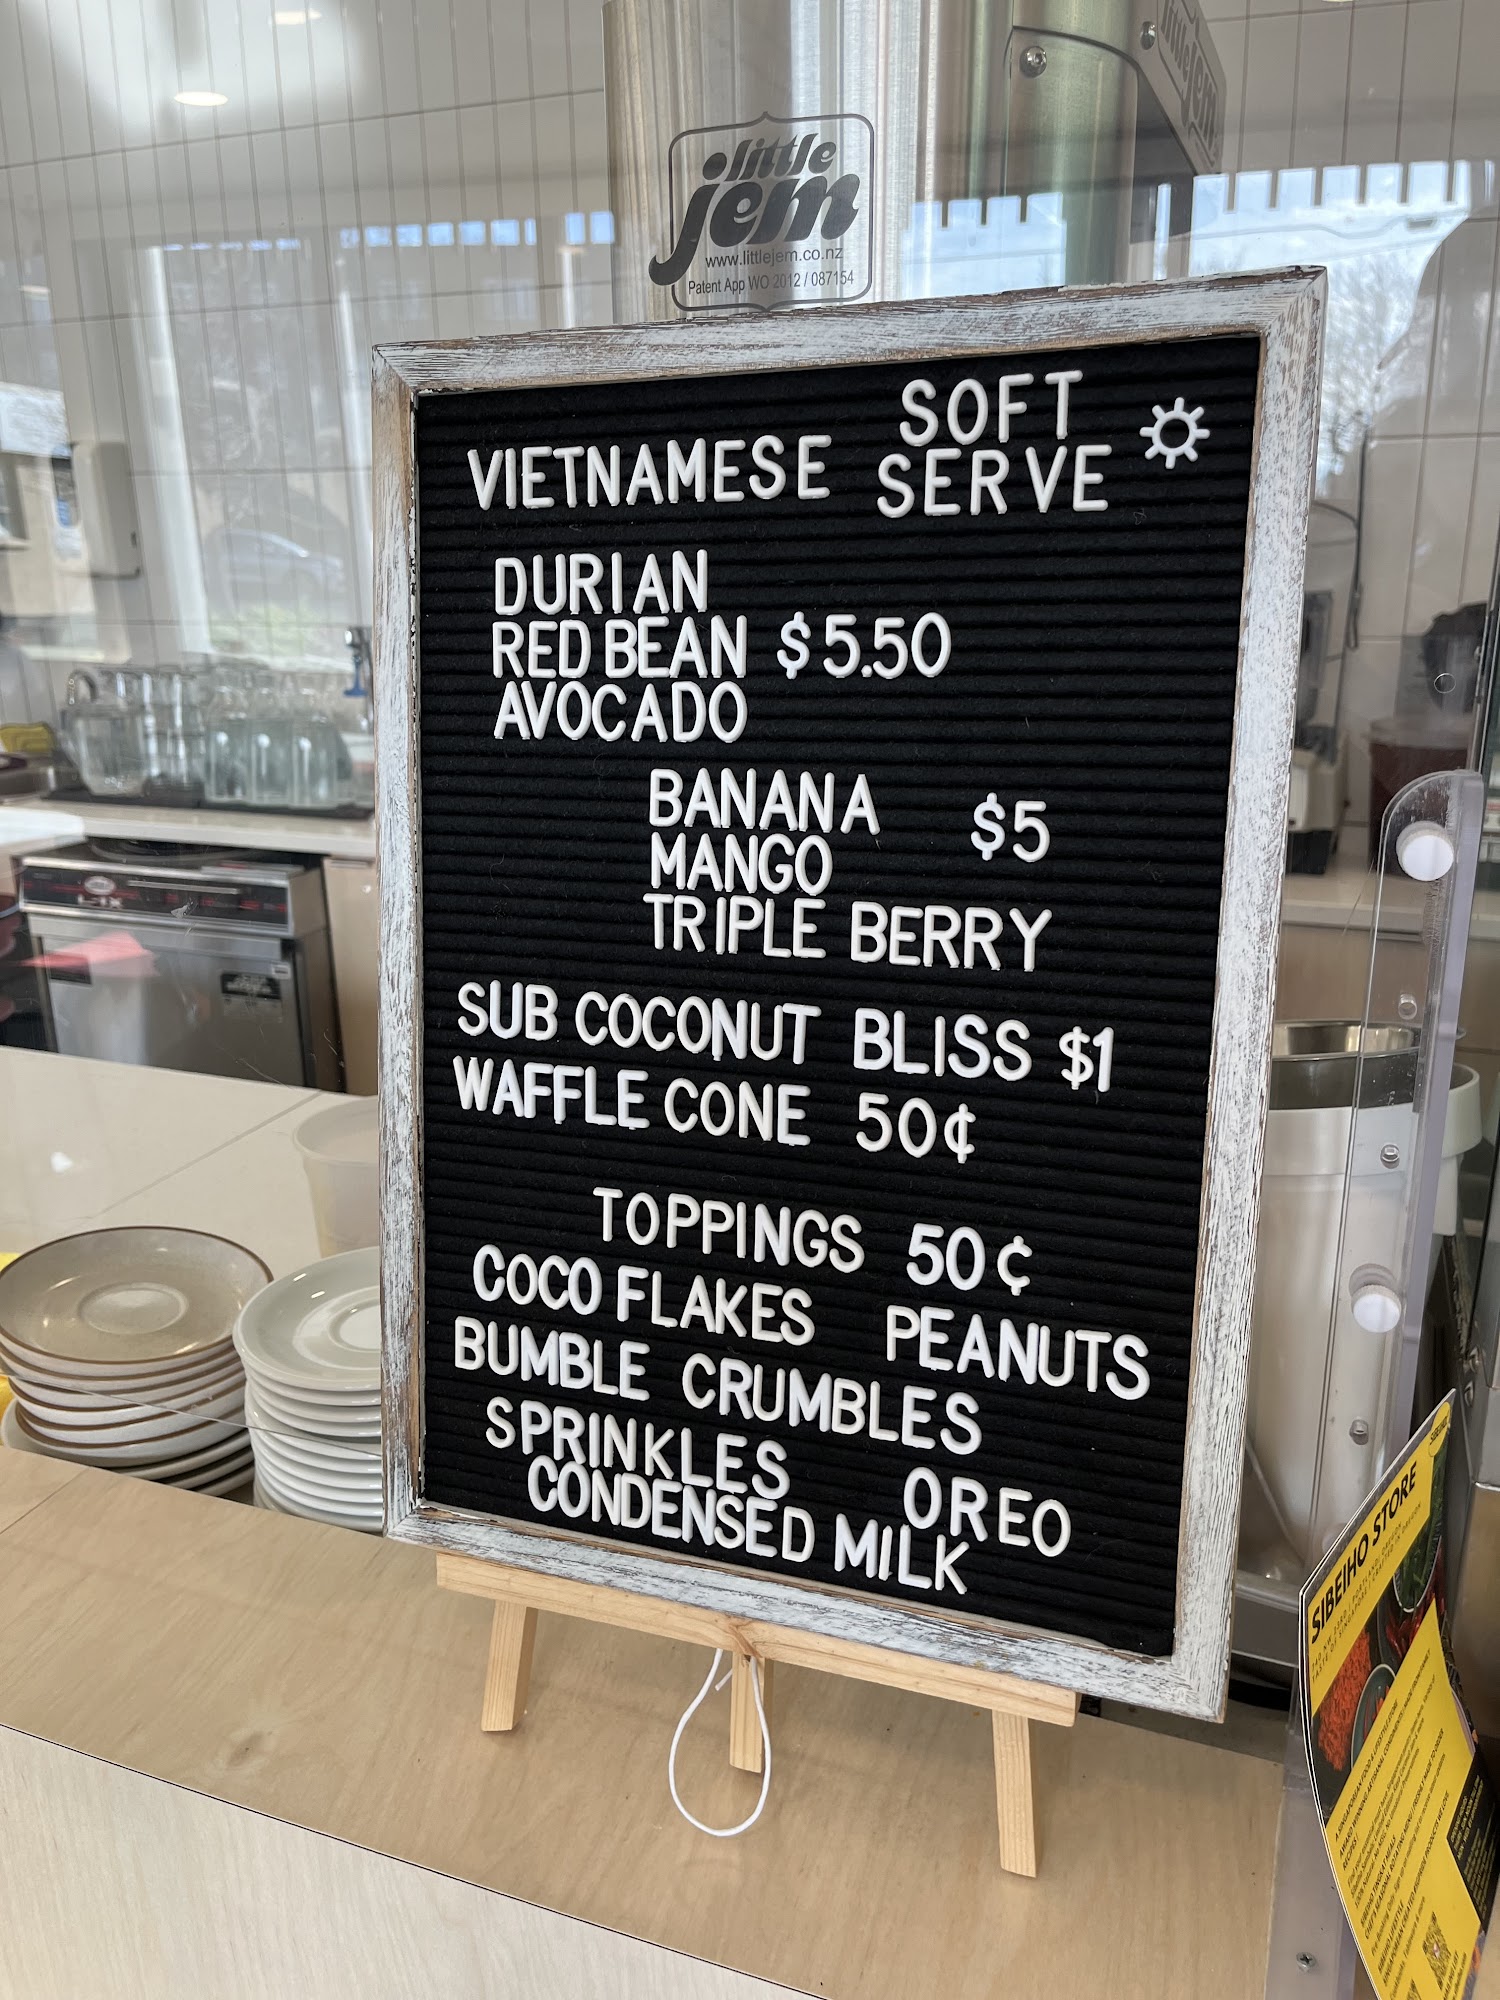 little
jem
www.littlejem.co.nz
Patent App WO 2012 / 087154
little jem
VIETNAMESE SOFT SERVE
DURIAN
RED BEAN $5.50
AVOCADO
BANANA $5
MANGO
TRIPLE BERRY
SUB COCONUT BLISS $1
WAFFLE CONE 50¢
TOPPINGS 50¢
COCO FLAKES PEANUTS
BUMBLE CRUMBLES
SPRINKLES OREO
CONDENSED MILK
SIBEIHO STORE